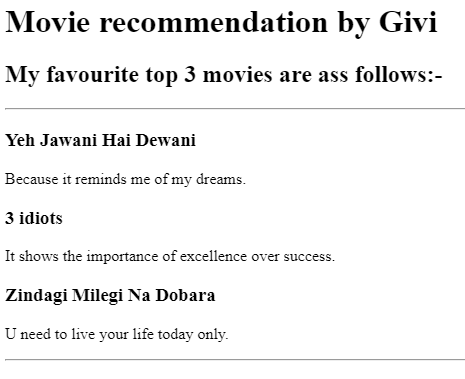 Movie recommendation by Givi
My favourite top 3 movies are ass follows:-
Yeh Jawani Hai Dewani
Because it reminds me of my dreams.
3 idiots
It shows the importance of excellence over success.
Zindagi Milegi Na Dobara
U need to live your life today only.